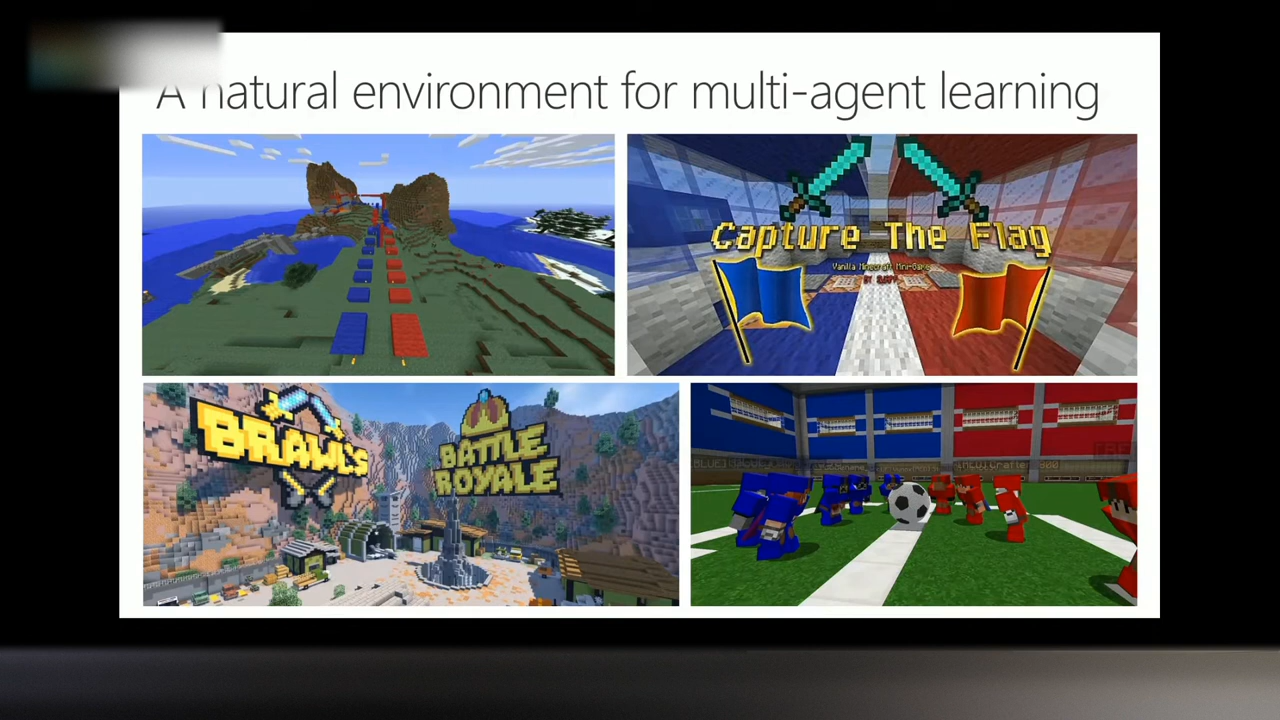 A natural environment for multi-agent learning
Capture The Flag
Vanilla Minecraft Mini-Game
BRAWLS
BATTLE
ROYALE